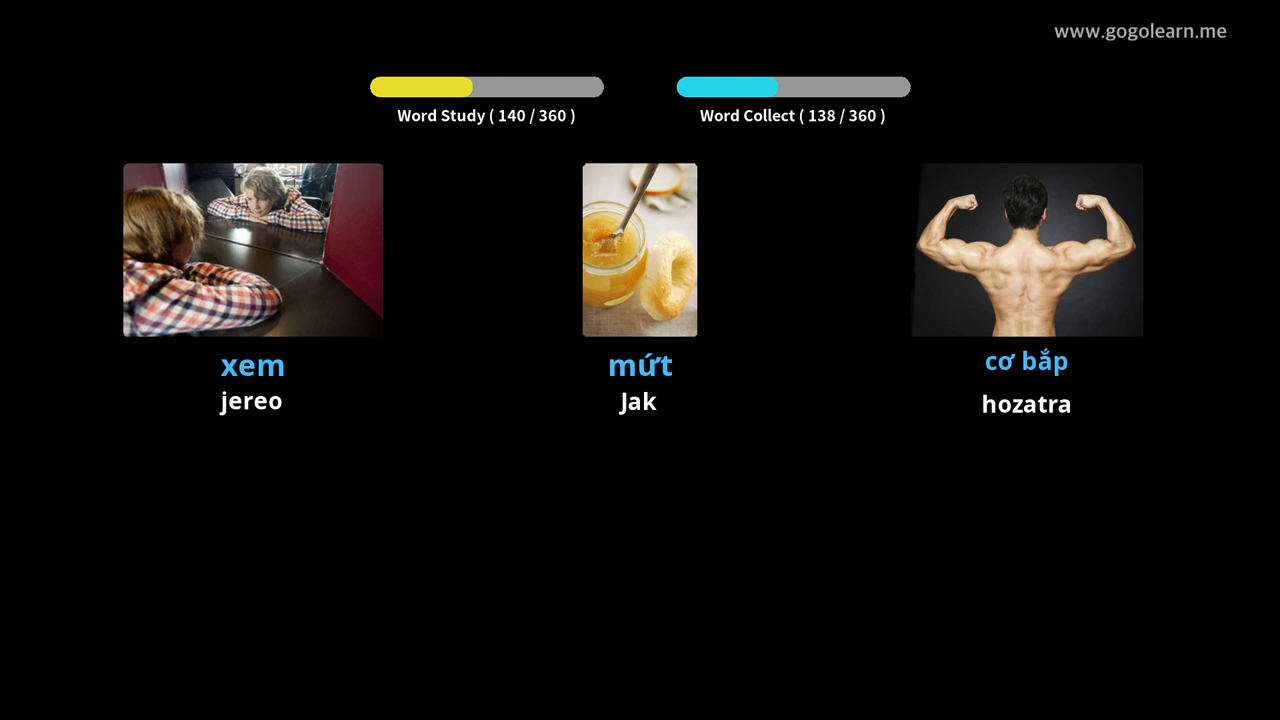 www.gogolearn.me
Word Study ( 140 / 360 )
Word Collect ( 138 / 360 )
xem
jereo
mứt
Jak
cơ bắp
hozatra